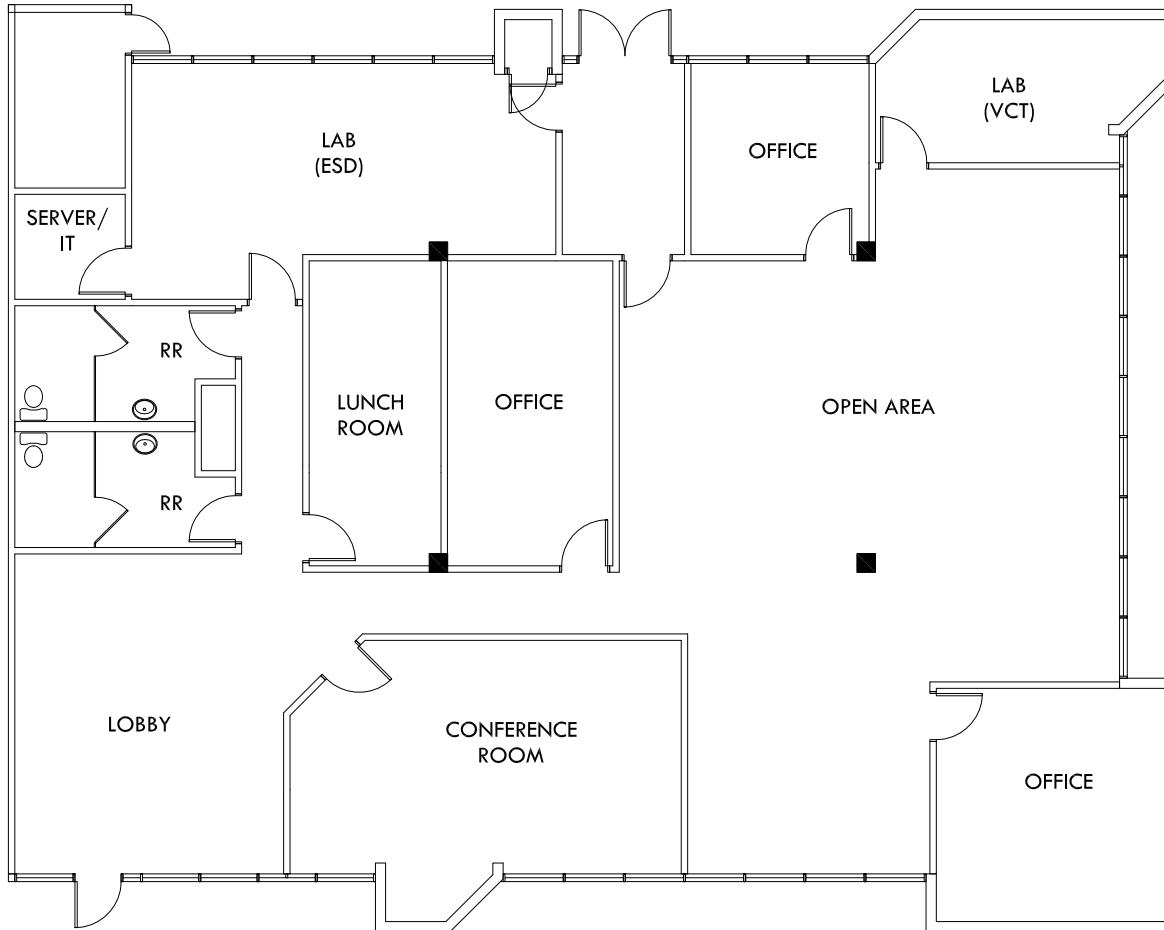 LAB
(VCT)
LAB
(ESD)
OFFICE
SERVER/
IT
RR
LUNCH
ROOM
OFFICE
OPEN AREA
RR
LOBBY
CONFERENCE
ROOM
OFFICE